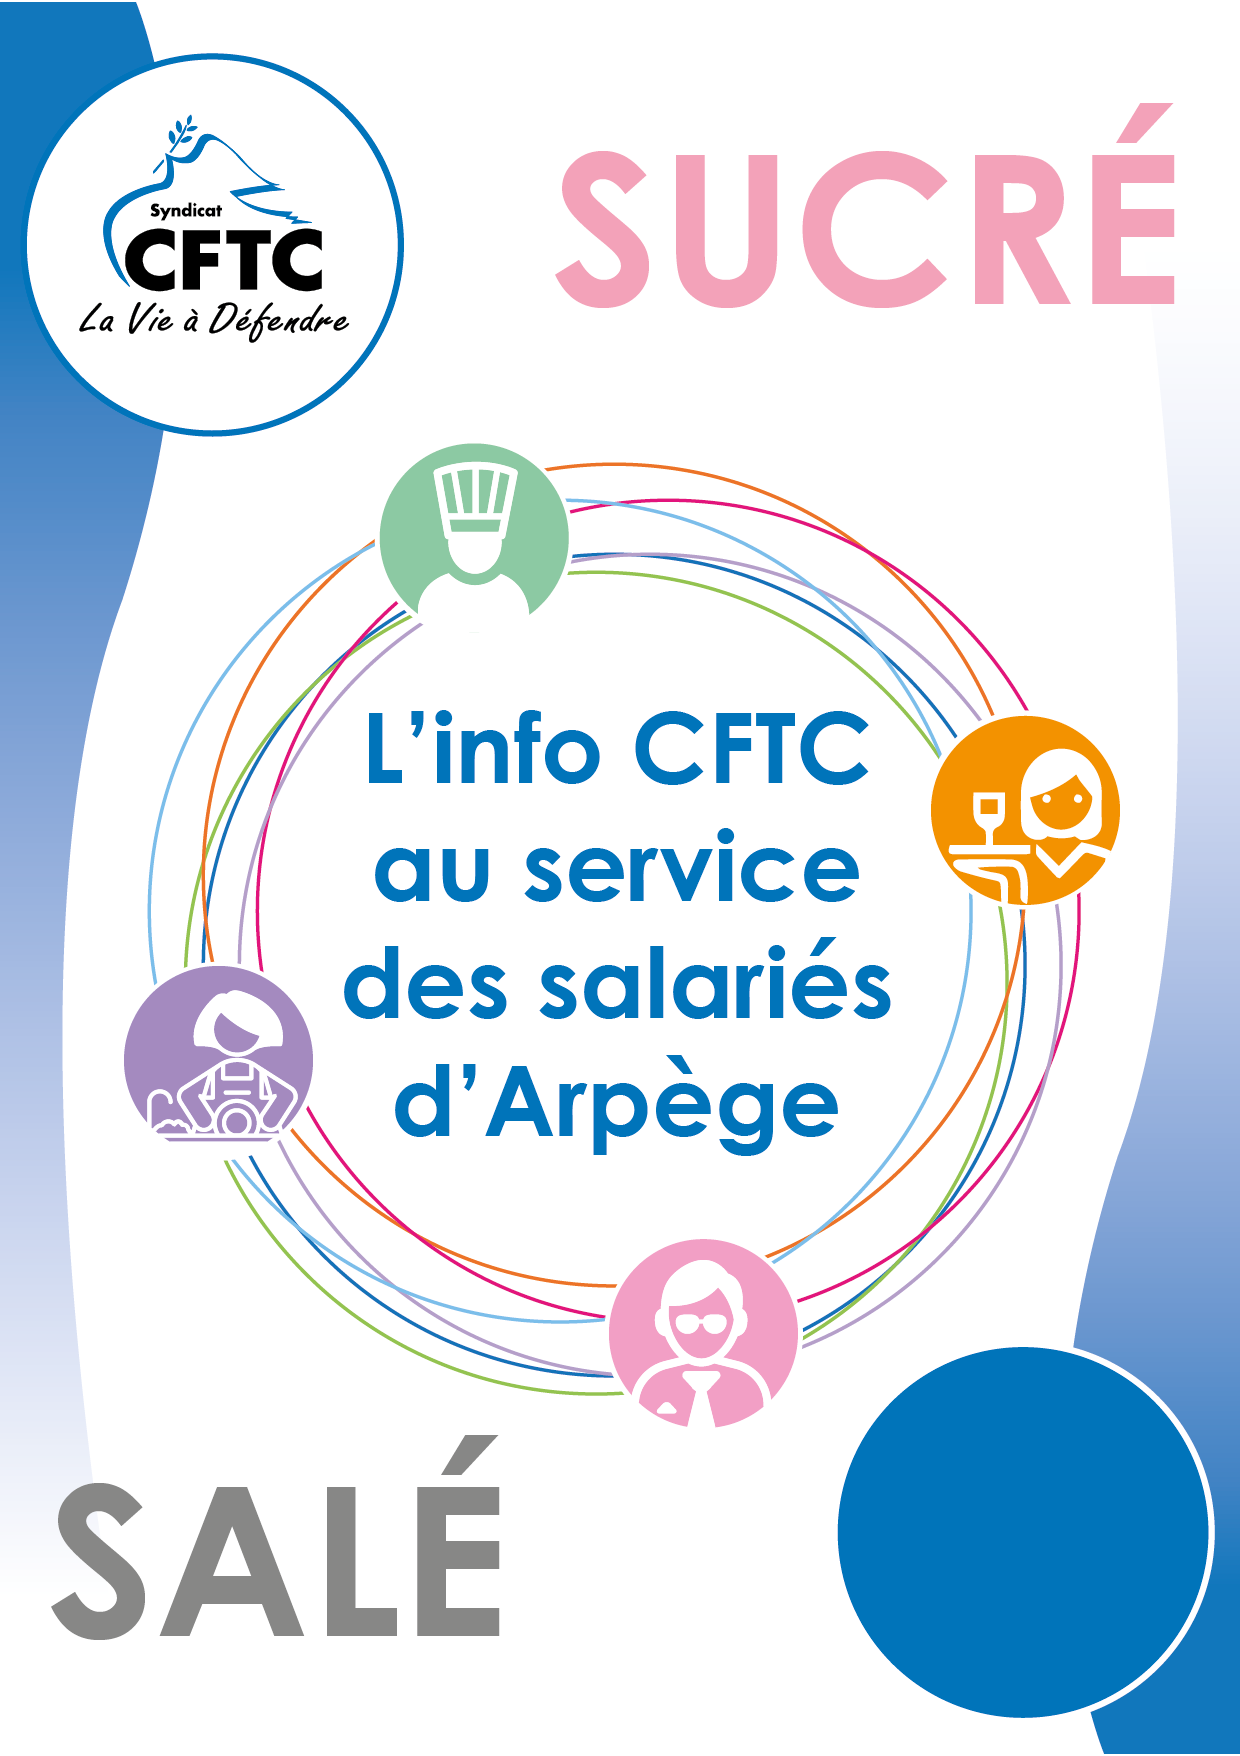 SUCRÉ
Syndicat
CFTC
La Vie à Défendre
L’info CFTC
au service
des salariés
d’Arpège
SALÉ